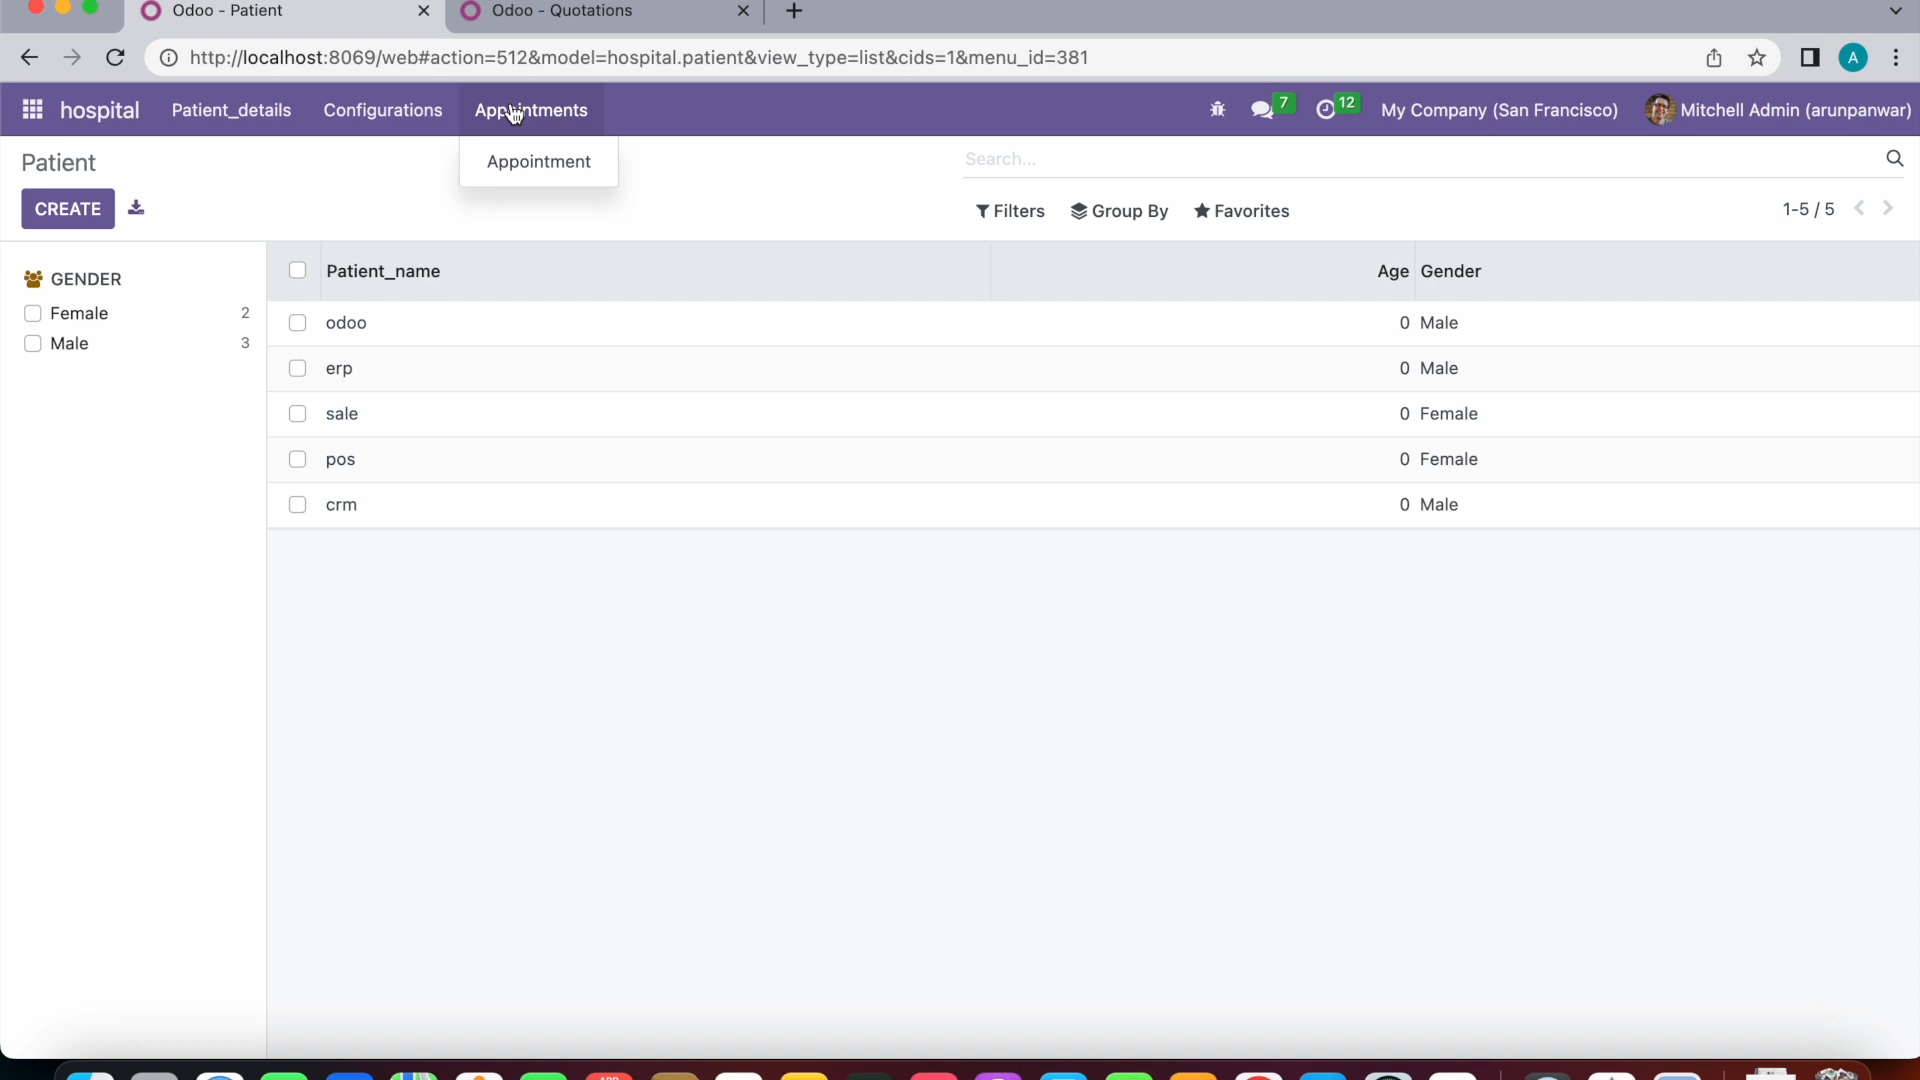 Odoo - Patient
Odoo - Quotations
http://localhost:8069/web#action=512&model=hospital.patient&view_type=list&cids=1&menu_id=381
A
hospital Patient_details Configurations Appointments 7 12 My Company (San Francisco) Mitchell Admin (arunpanwar)
Appointment
Patient
Search...
CREATE
Filters Group By Favorites 1-5 / 5
GENDER
Female 2
Male 3
Patient_name Age Gender
odoo 0 Male
erp 0 Male
sale 0 Female
pos 0 Female
crm 0 Male